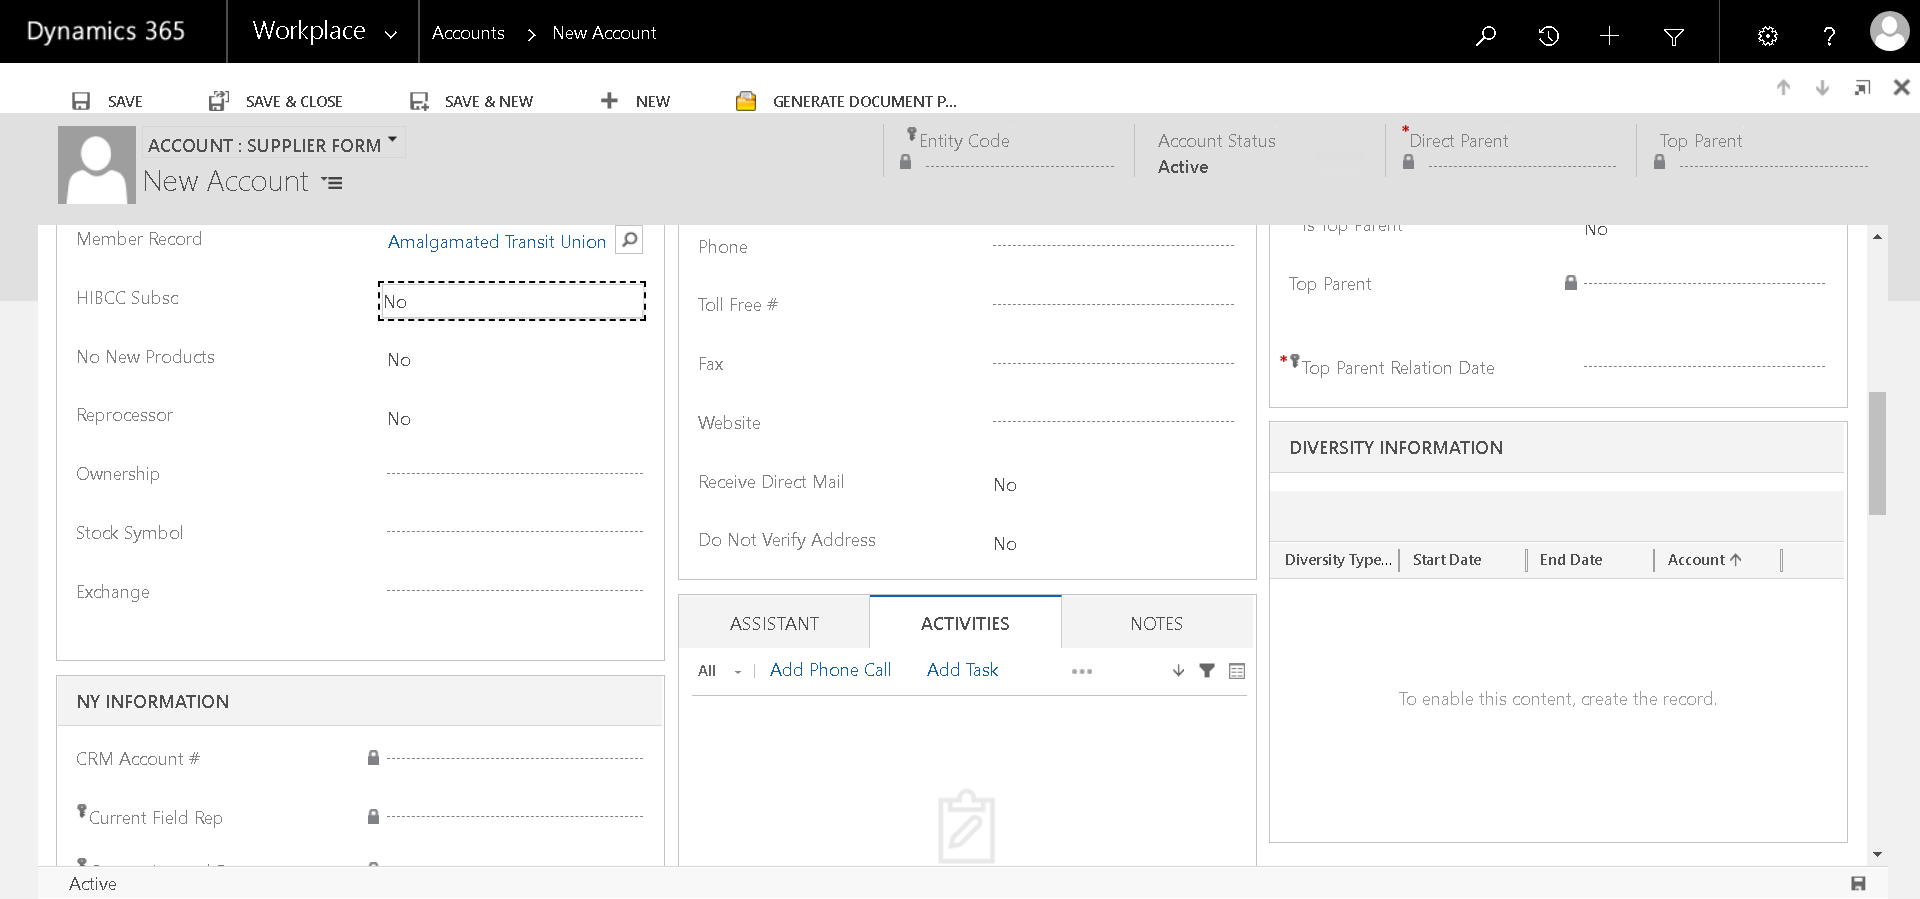 Dynamics 365
Workplace
Accounts > New Account
SAVE
SAVE & CLOSE
SAVE & NEW
NEW
GENERATE DOCUMENT P...
ACCOUNT : SUPPLIER FORM
New Account
Entity Code
Account Status
Active
*Direct Parent
Top Parent
Member Record
Amalgamated Transit Union
HIBCC Subsc
No
No New Products
No
Reprocessor
No
Ownership
Stock Symbol
Exchange
NY INFORMATION
CRM Account #
Current Field Rep
Phone
Toll Free #
Fax
Website
Receive Direct Mail
No
Do Not Verify Address
No
ASSISTANT
ACTIVITIES
NOTES
All
Add Phone Call
Add Task
Is Top Parent
No
Top Parent
*Top Parent Relation Date
DIVERSITY INFORMATION
Diversity Type...
Start Date
End Date
Account
To enable this content, create the record.
Active